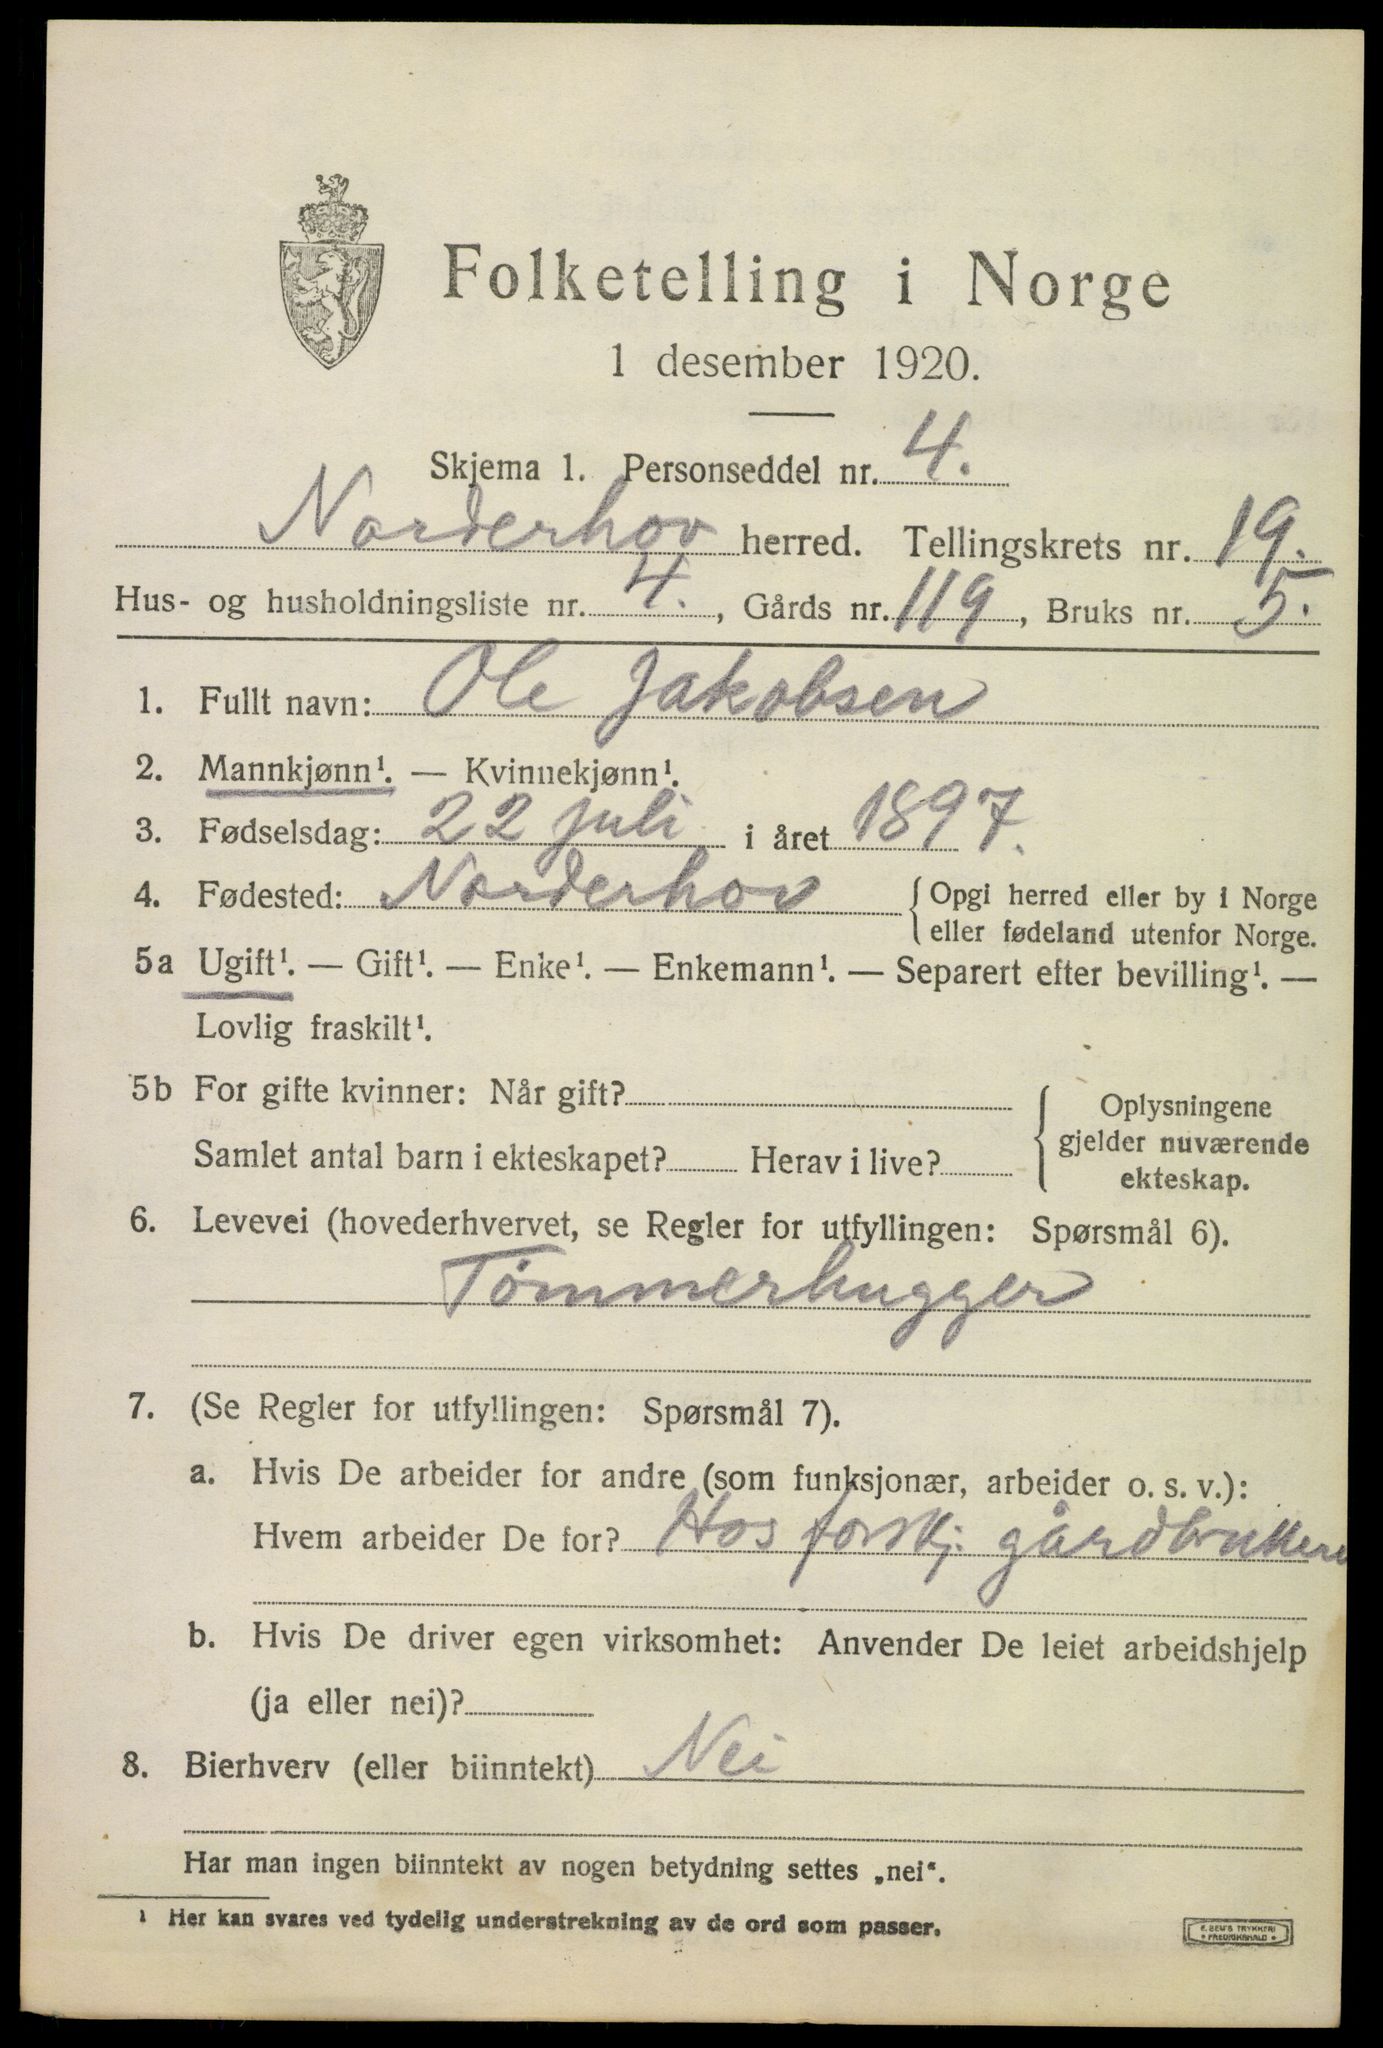 Folketelling i Norge
1 desember 1920.
Skjema 1. Personseddel nr. 4.
Norderhov herred. Tellingskrets nr. 19.
Hus- og husholdningsliste nr. 4., Gårds nr. 119, Bruks nr. 5.
1. Fullt navn: Ole Jakobsen
2. Mannkjønn¹. — Kvinnekjønn¹.
3. Fødselsdag: 22 juli i året 1897.
4. Fødested: Norderhov { Opgi herred eller by i Norge
eller fødeland utenfor Norge.
5a Ugift¹. — Gift¹. — Enke¹. — Enkemann¹. — Separert efter bevilling¹. —
Lovlig fraskilt¹.
5b For gifte kvinner: Når gift?
Samlet antal barn i ekteskapet? Herav i live?
{ Oplysningene
gjelder nuværende
ekteskap.
6. Levevei (hovederhvervet, se Regler for utfyllingen: Spørsmål 6).
Tømmerhugger
7. (Se Regler for utfyllingen: Spørsmål 7).
a. Hvis De arbeider for andre (som funksjonær, arbeider o. s. v.):
Hvem arbeider De for? Hos forskj. gårdbrukere
b. Hvis De driver egen virksomhet: Anvender De leiet arbeidshjelp
(ja eller nei)?
8. Bierhverv (eller biinntekt) Nei
Har man ingen biinntekt av nogen betydning settes „nei“.
¹ Her kan svares ved tydelig understrekning av de ord som passer.
E. SEM'S TRYKKERI
• FREDRIKSHALD •